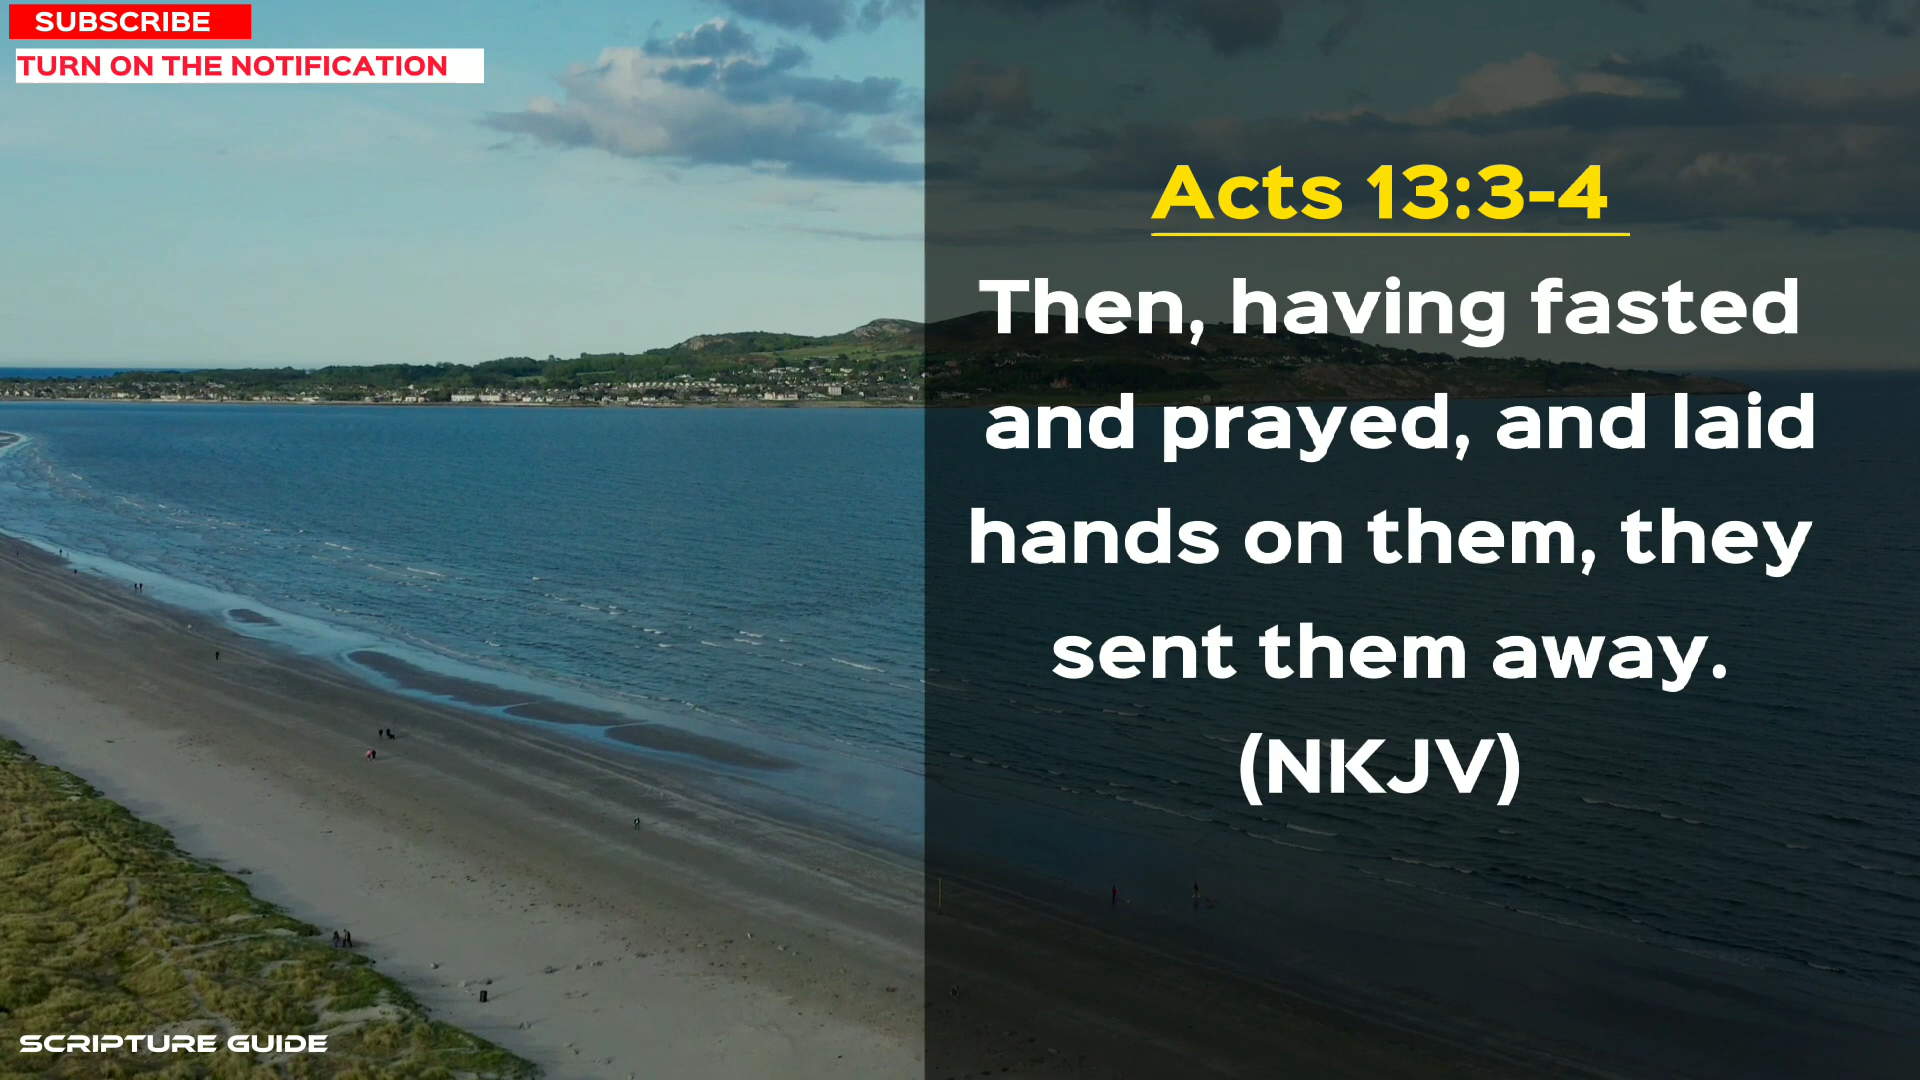 SUBSCRIBE
TURN ON THE NOTIFICATION
Acts 13:3-4
Then, having fasted
and prayed, and laid
hands on them, they
sent them away.
(NKJV)
SCRIPTURE GUIDE